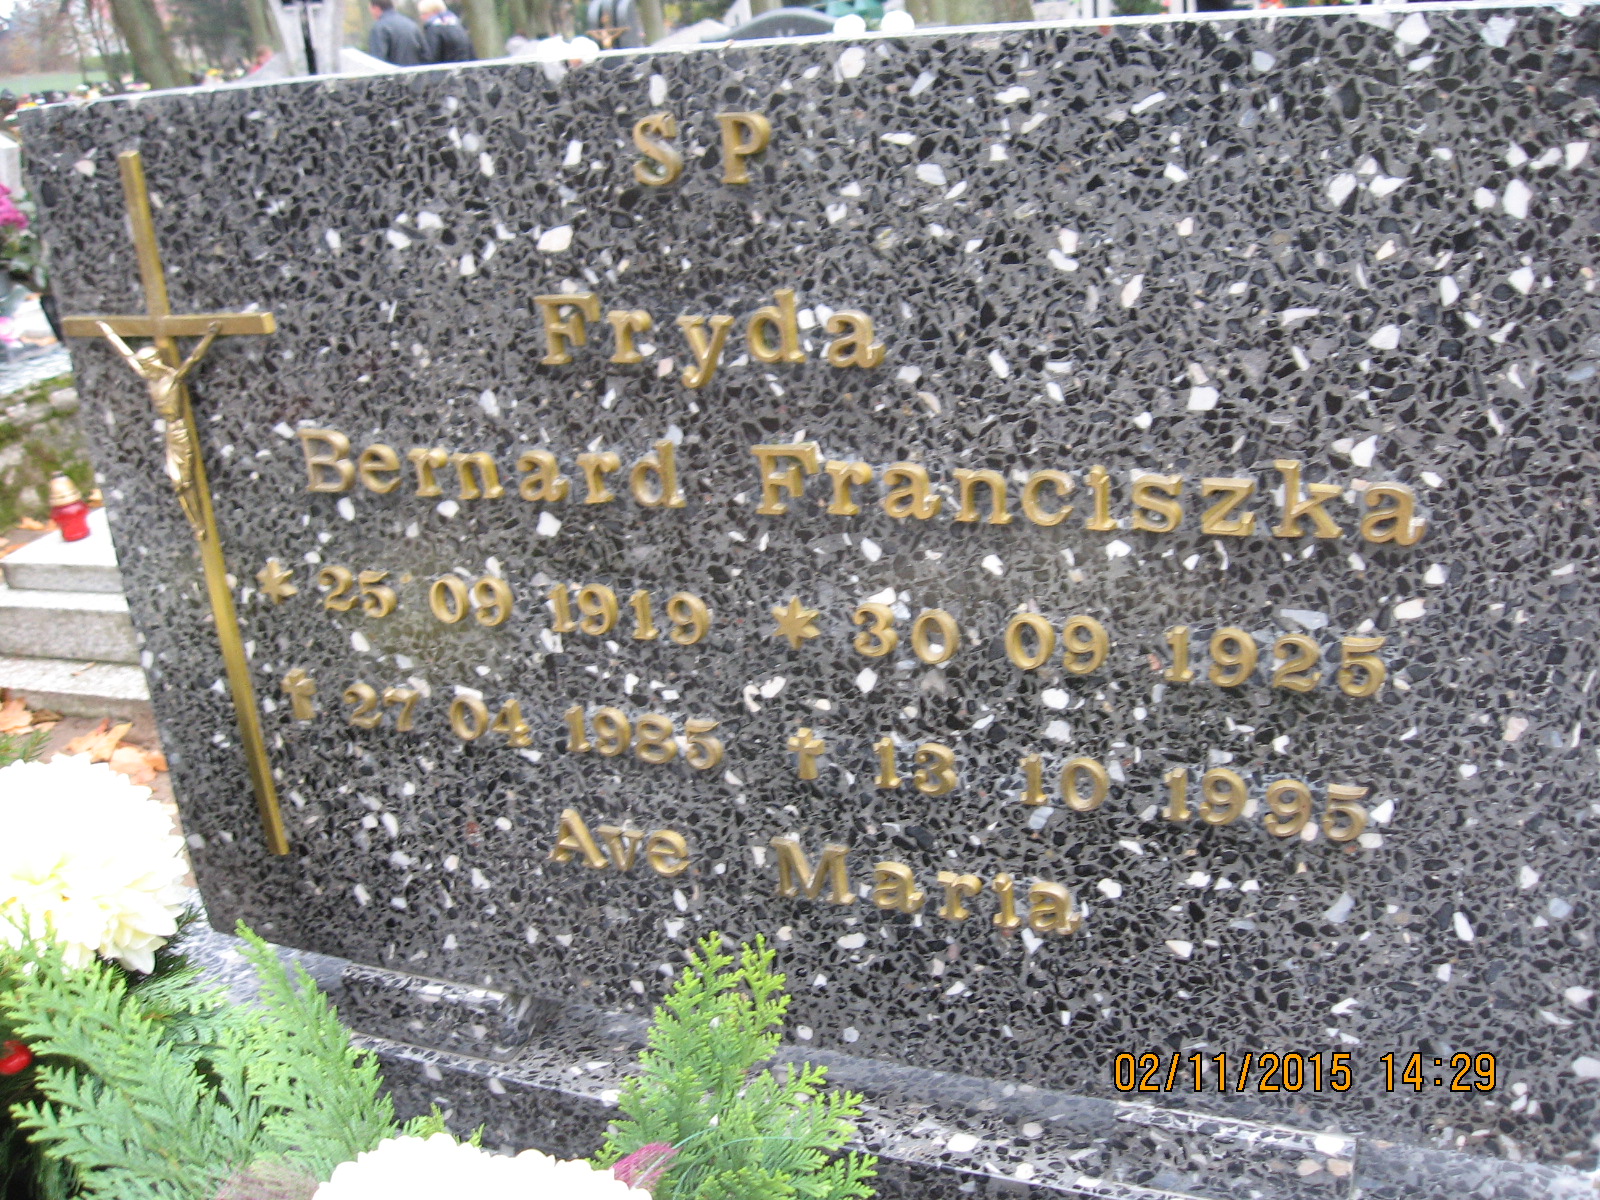 S P
Fryda
Bernard Franciszka
* 25 09 1919 * 30 09 1925
✝ 27 04 1985 ✝ 13 10 1995
Ave Maria
02/11/2015 14:29